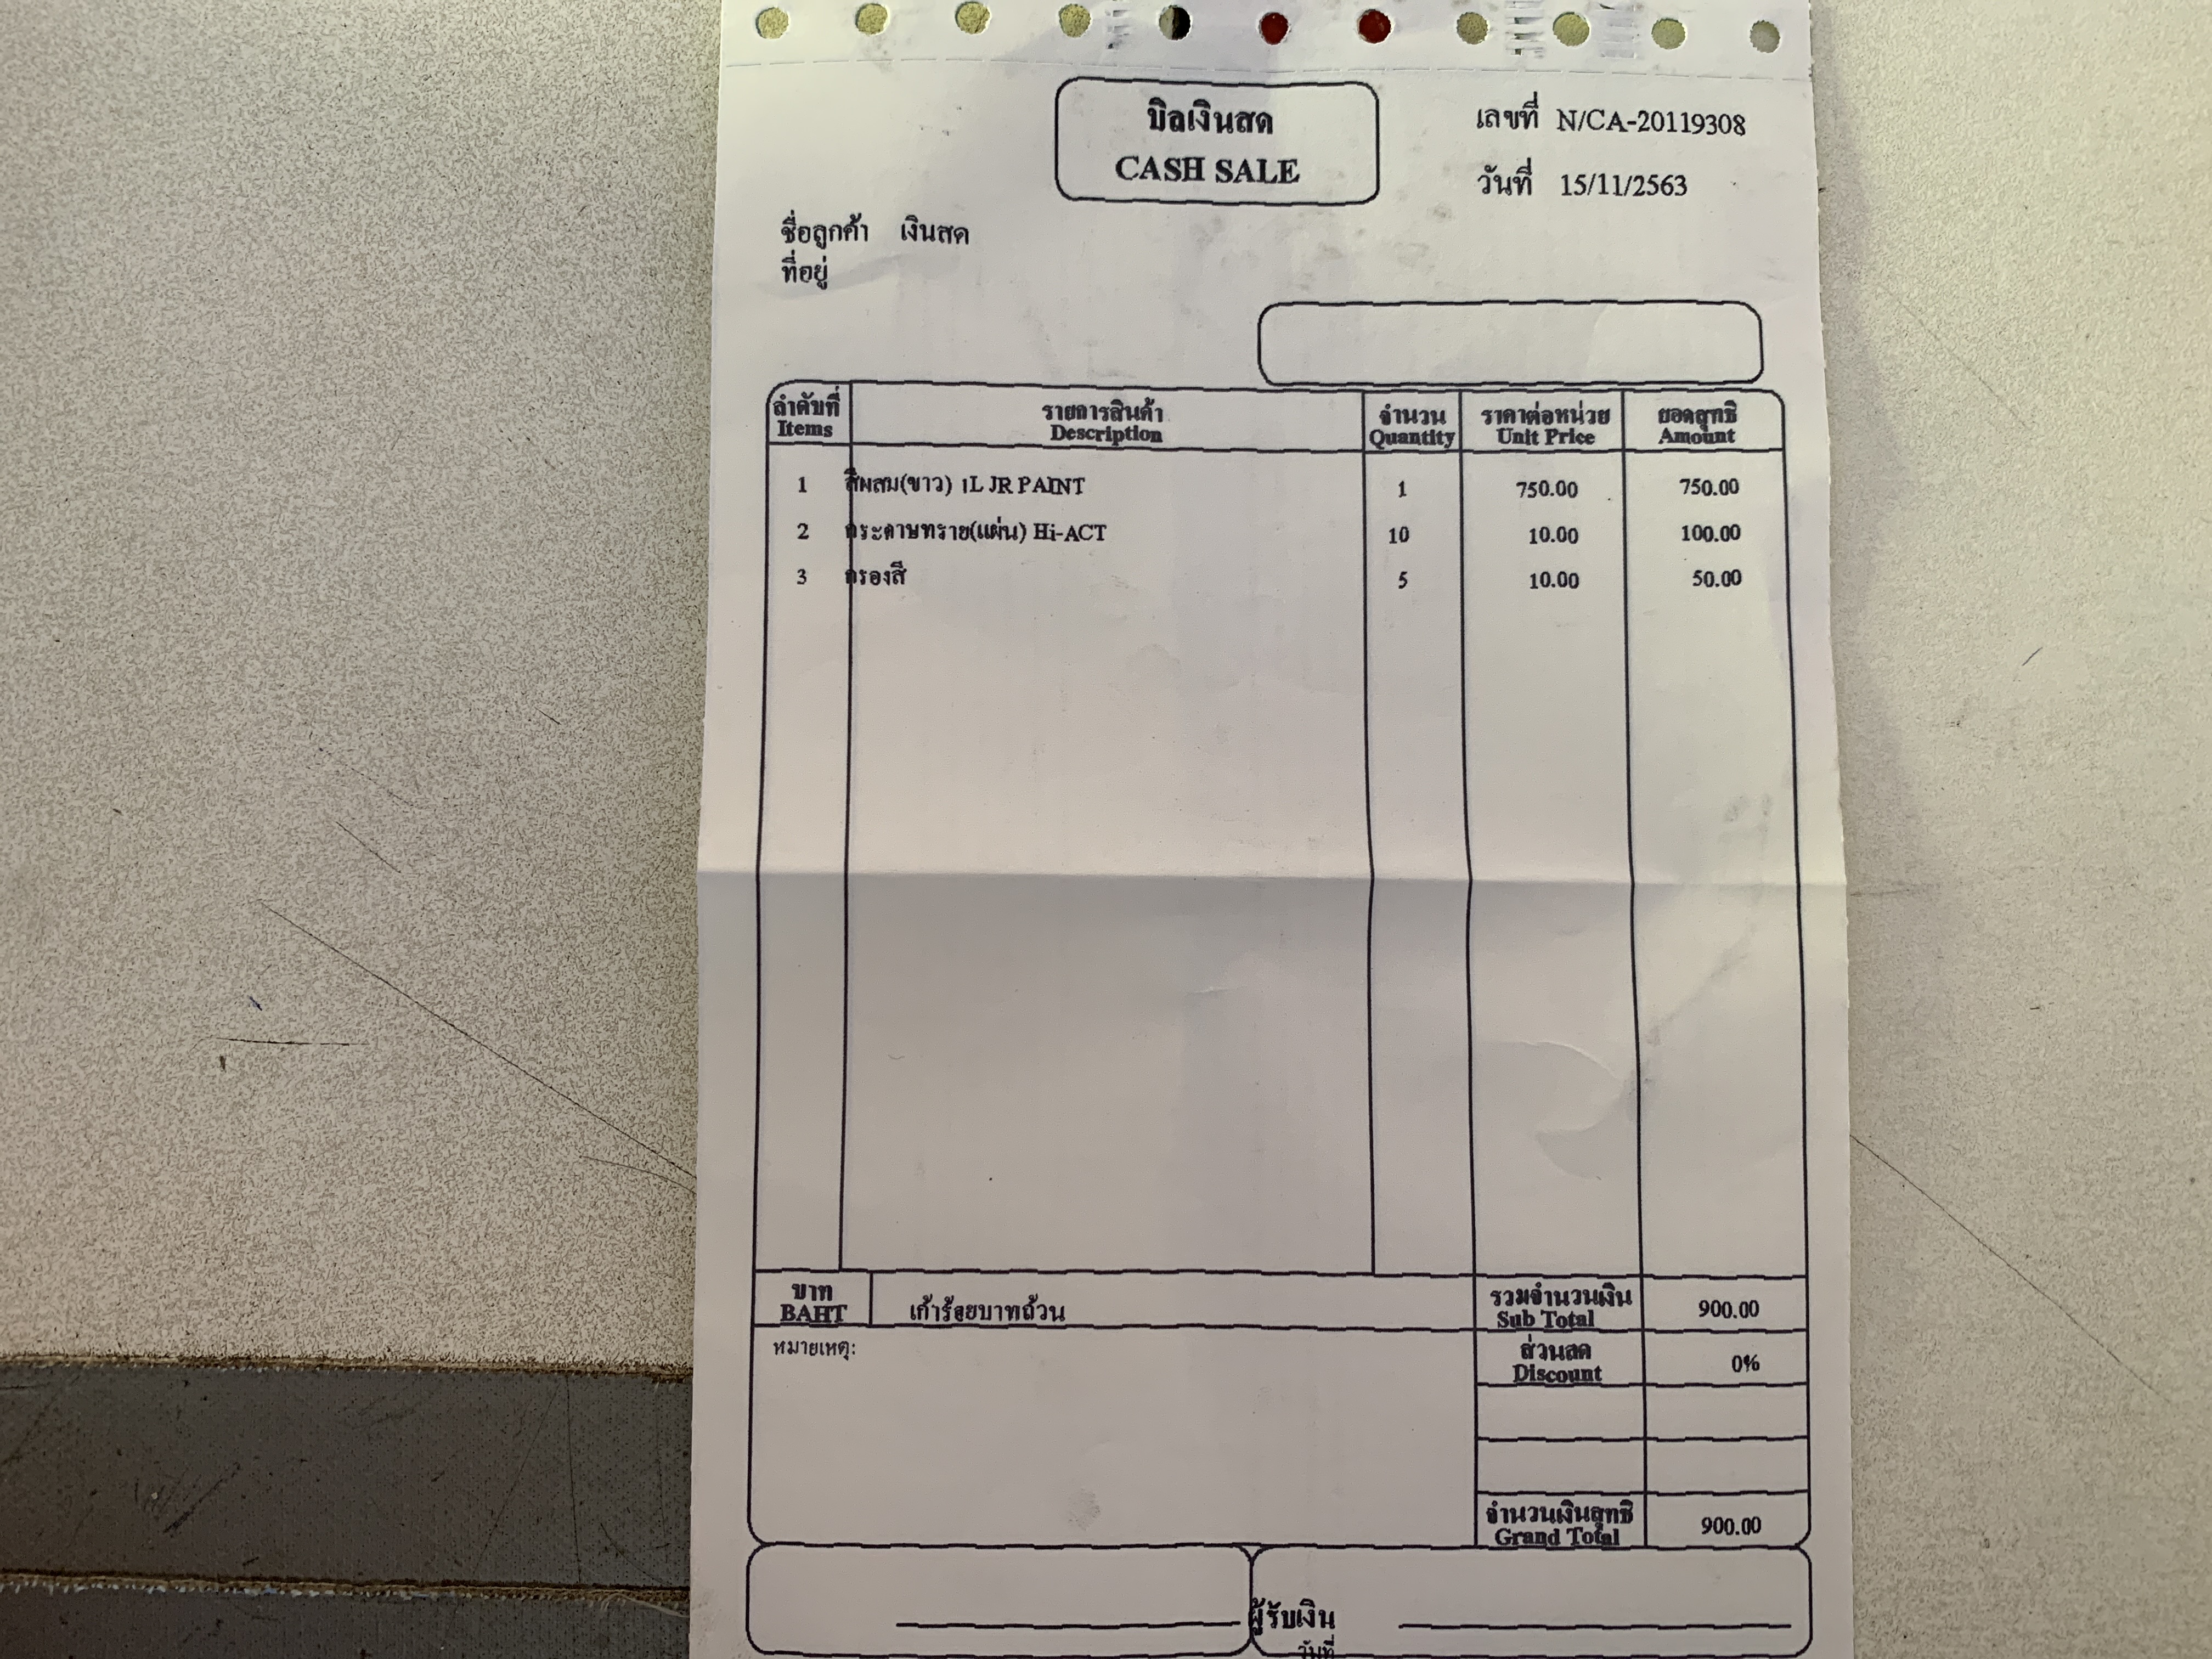 บิลเงินสด
CASH SALE
เลขที่ N/CA-20119308
วันที่ 15/11/2563
ชื่อลูกค้า เงินสด
ที่อยู่
ลำดับที่ รายการสินค้า จำนวน ราคาต่อหน่วย ยอดสุทธิ
Items Description Quantity Unit Price Amount
1 สีผสม(ขาว) 1L JR PAINT 1 750.00 750.00
2 กระดาษทราย(แผ่น) Hi-ACT 10 10.00 100.00
3 กรองสี 5 10.00 50.00
บาท เก้าร้อยบาทถ้วน รวมจำนวนเงิน 900.00
BAHT Sub Total
หมายเหตุ: ส่วนลด 0%
Discount
จำนวนเงินสุทธิ 900.00
Grand Total
ผู้รับเงิน
วันที่